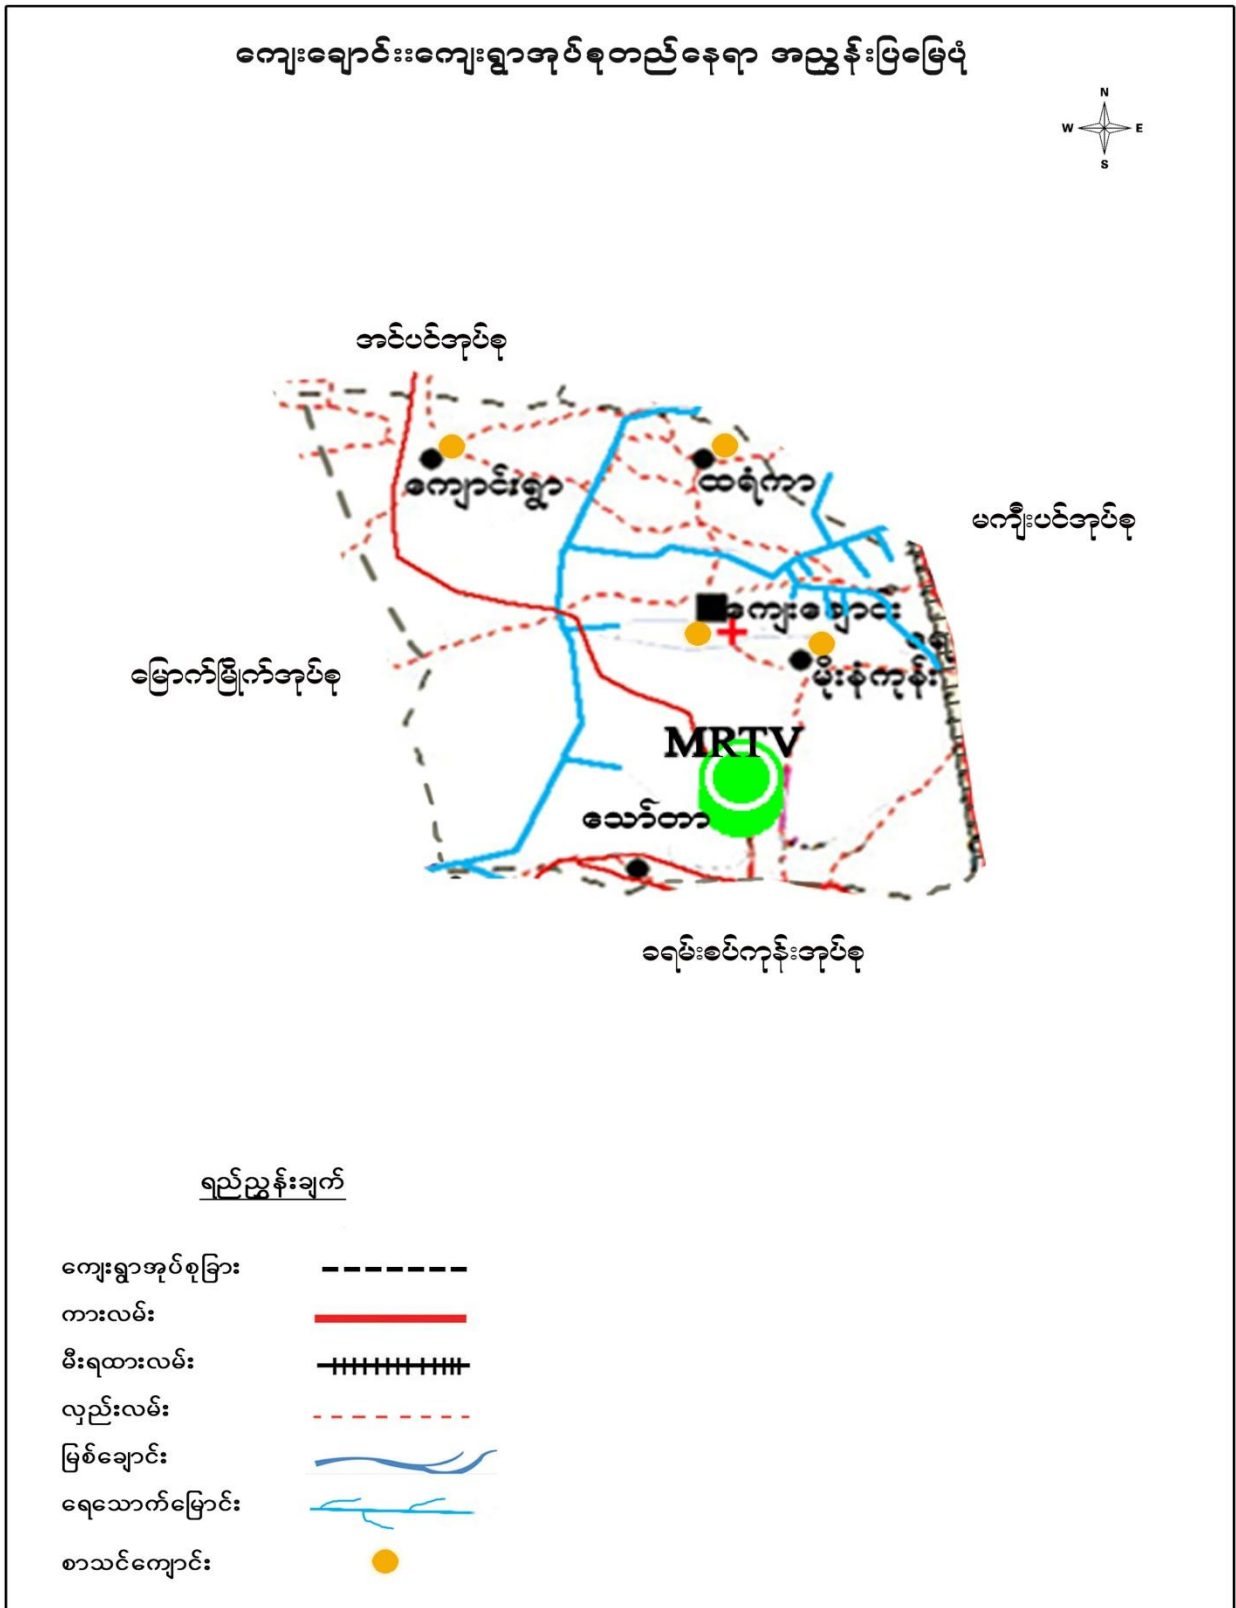 ကျေးချောင်းးကျေးရွာအုပ်စုတည်နေရာ အညွှန်းပြမြေပုံ
N
W E
S
အင်ပင်အုပ်စု
ကျောင်းရွာ
ထရံကာ
မကျီးပင်အုပ်စု
ကျေးချောင်း
မြောက်မြိုက်အုပ်စု
မိုးနံကုန်း
MRTV
သော်တာ
ခရမ်းစပ်ကုန်းအုပ်စု
ရည်ညွှန်းချက်
ကျေးရွာအုပ်စုခြား
ကားလမ်း
မီးရထားလမ်း
လှည်းလမ်း
မြစ်ချောင်း
ရေသောက်မြောင်း
စာသင်ကျောင်း